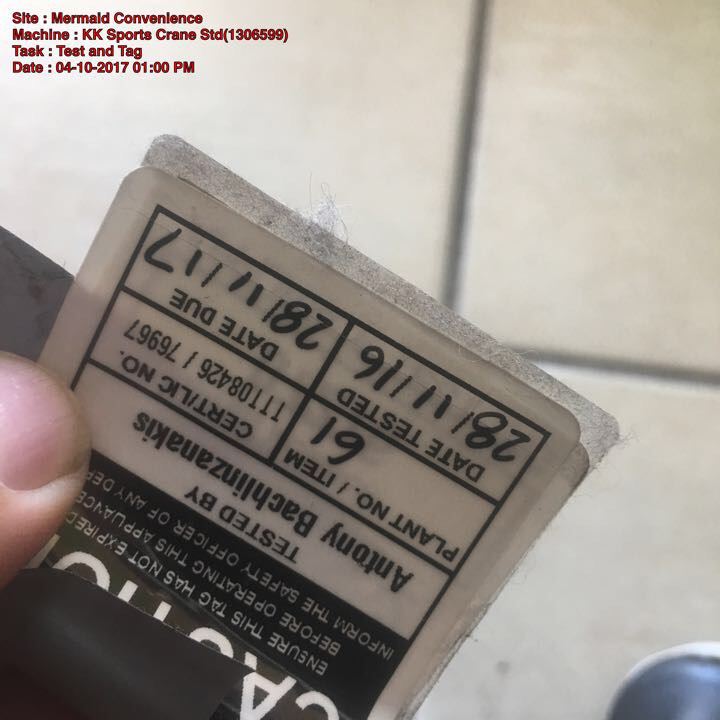 Site : Mermaid Convenience
Machine : KK Sports Crane Std(1306599)
Task : Test and Tag
Date : 04-10-2017 01:00 PM
ENSURE THIS TAG HAS NOT EXPIRED
BEFORE OPERATING THIS APPLIANCE
INFORM THE SAFETY OFFICER OF ANY
TESTED BY
Antony Bachlinzanakis
PLANT NO. / ITEM
CERT/LIC NO.
TTT08426 / 76967
DATE TESTED
28/11/16
DATE DUE
28/11/17